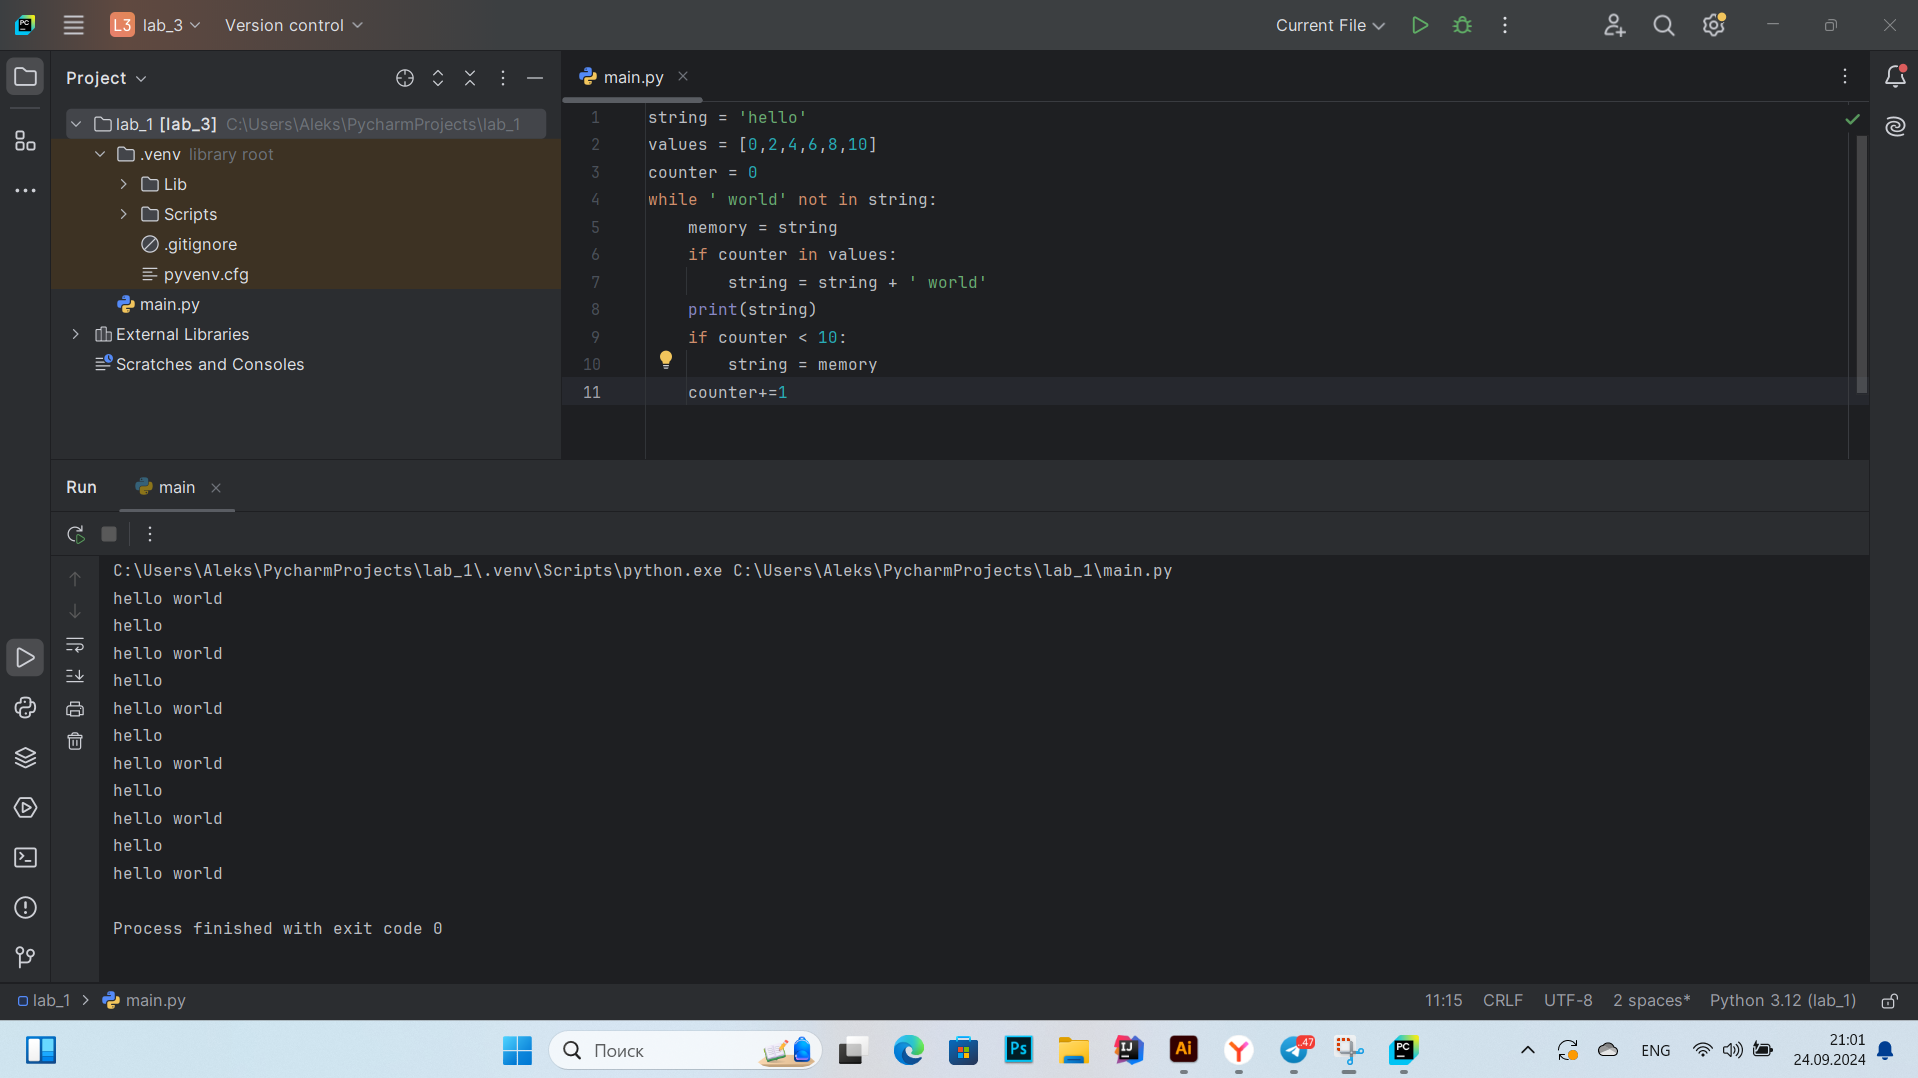 L3 lab_3 Version control Current File
Project
main.py
lab_1 [lab_3] C:\Users\Aleks\PycharmProjects\lab_1
.venv library root
Lib
Scripts
.gitignore
pyvenv.cfg
main.py
External Libraries
Scratches and Consoles
1 string = 'hello'
2 values = [0,2,4,6,8,10]
3 counter = 0
4 while ' world' not in string:
5 memory = string
6 if counter in values:
7 string = string + ' world'
8 print(string)
9 if counter < 10:
10 string = memory
11 counter+=1
Run main
C:\Users\Aleks\PycharmProjects\lab_1\.venv\Scripts\python.exe C:\Users\Aleks\PycharmProjects\lab_1\main.py
hello world
hello
hello world
hello
hello world
hello
hello world
hello
hello world
hello
hello world
Process finished with exit code 0
lab_1 > main.py 11:15 CRLF UTF-8 2 spaces* Python 3.12 (lab_1)
Поиск
Ps
IJ
Ai
Y
.47
PC
ENG
21:01
24.09.2024